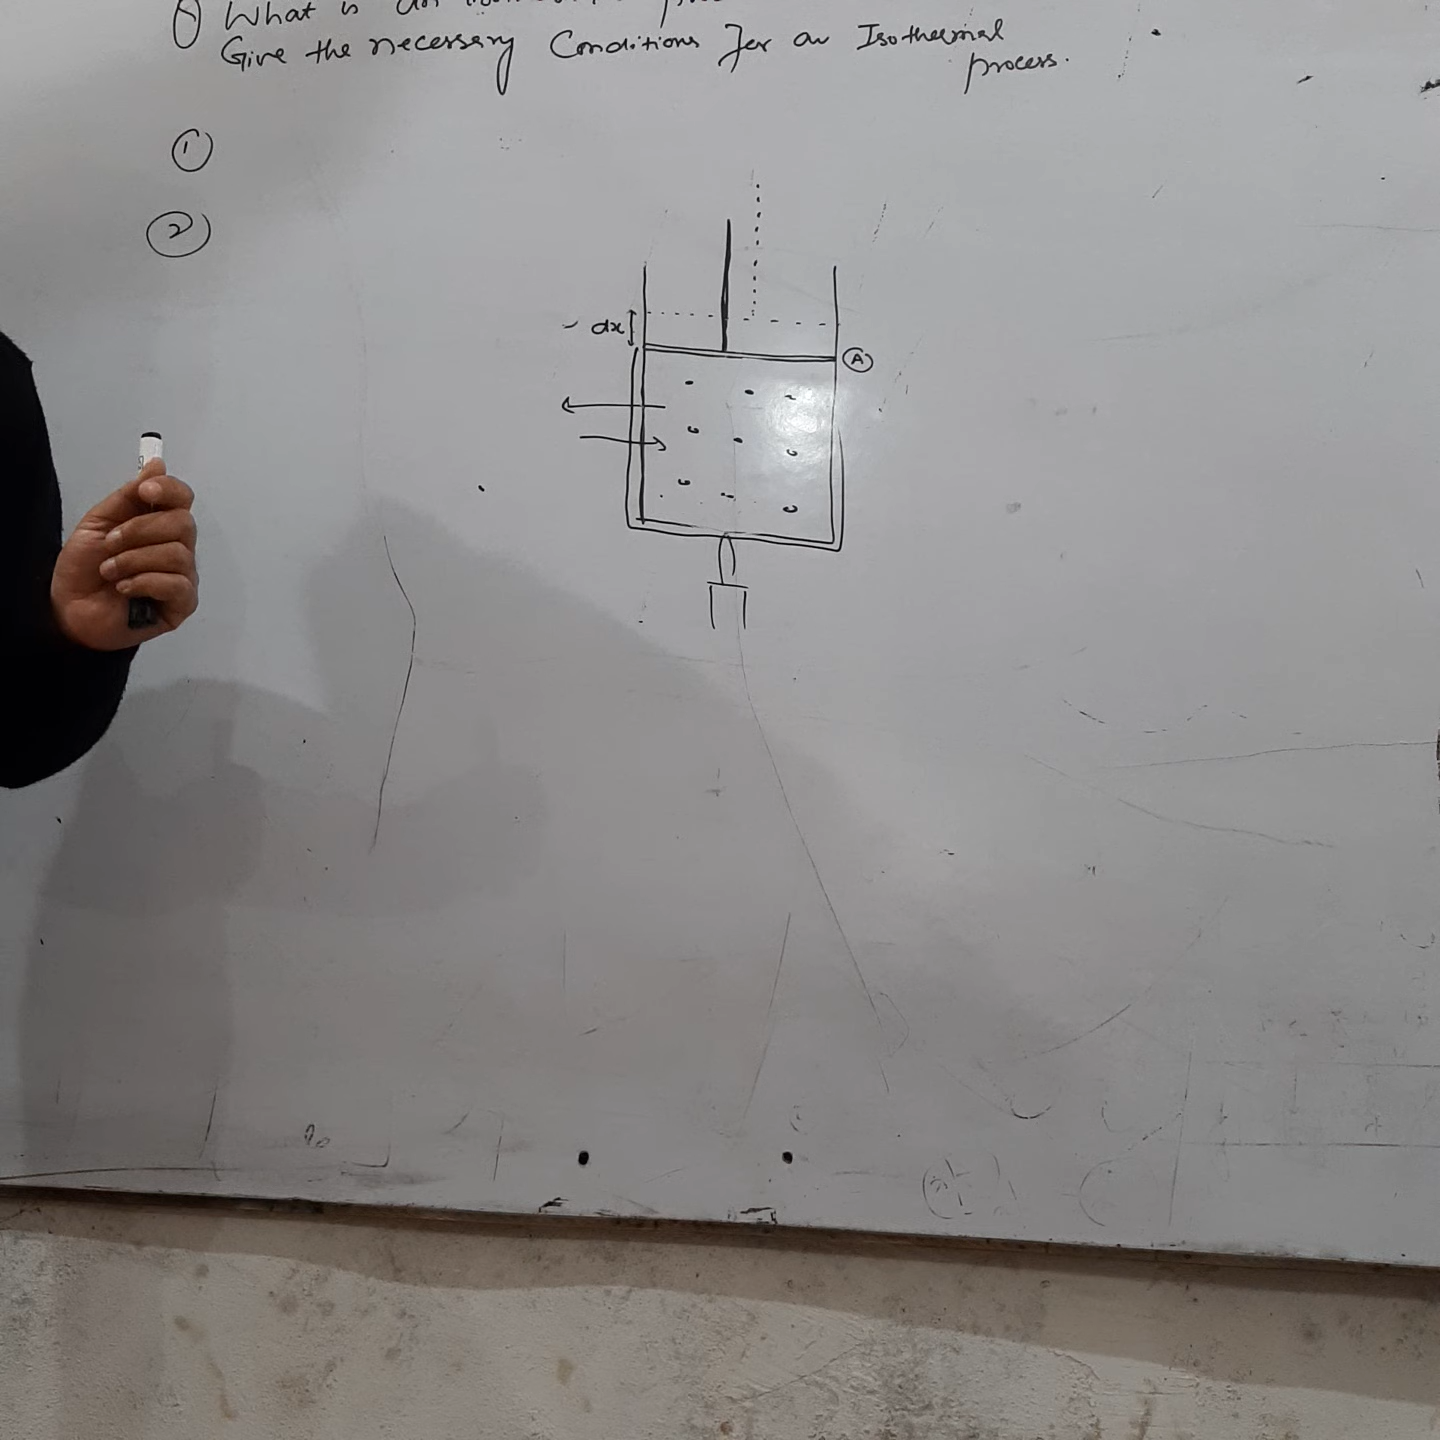 What is
Give the necessary Conditions for an Isothermal
process.
①
②
dx
Ⓐ